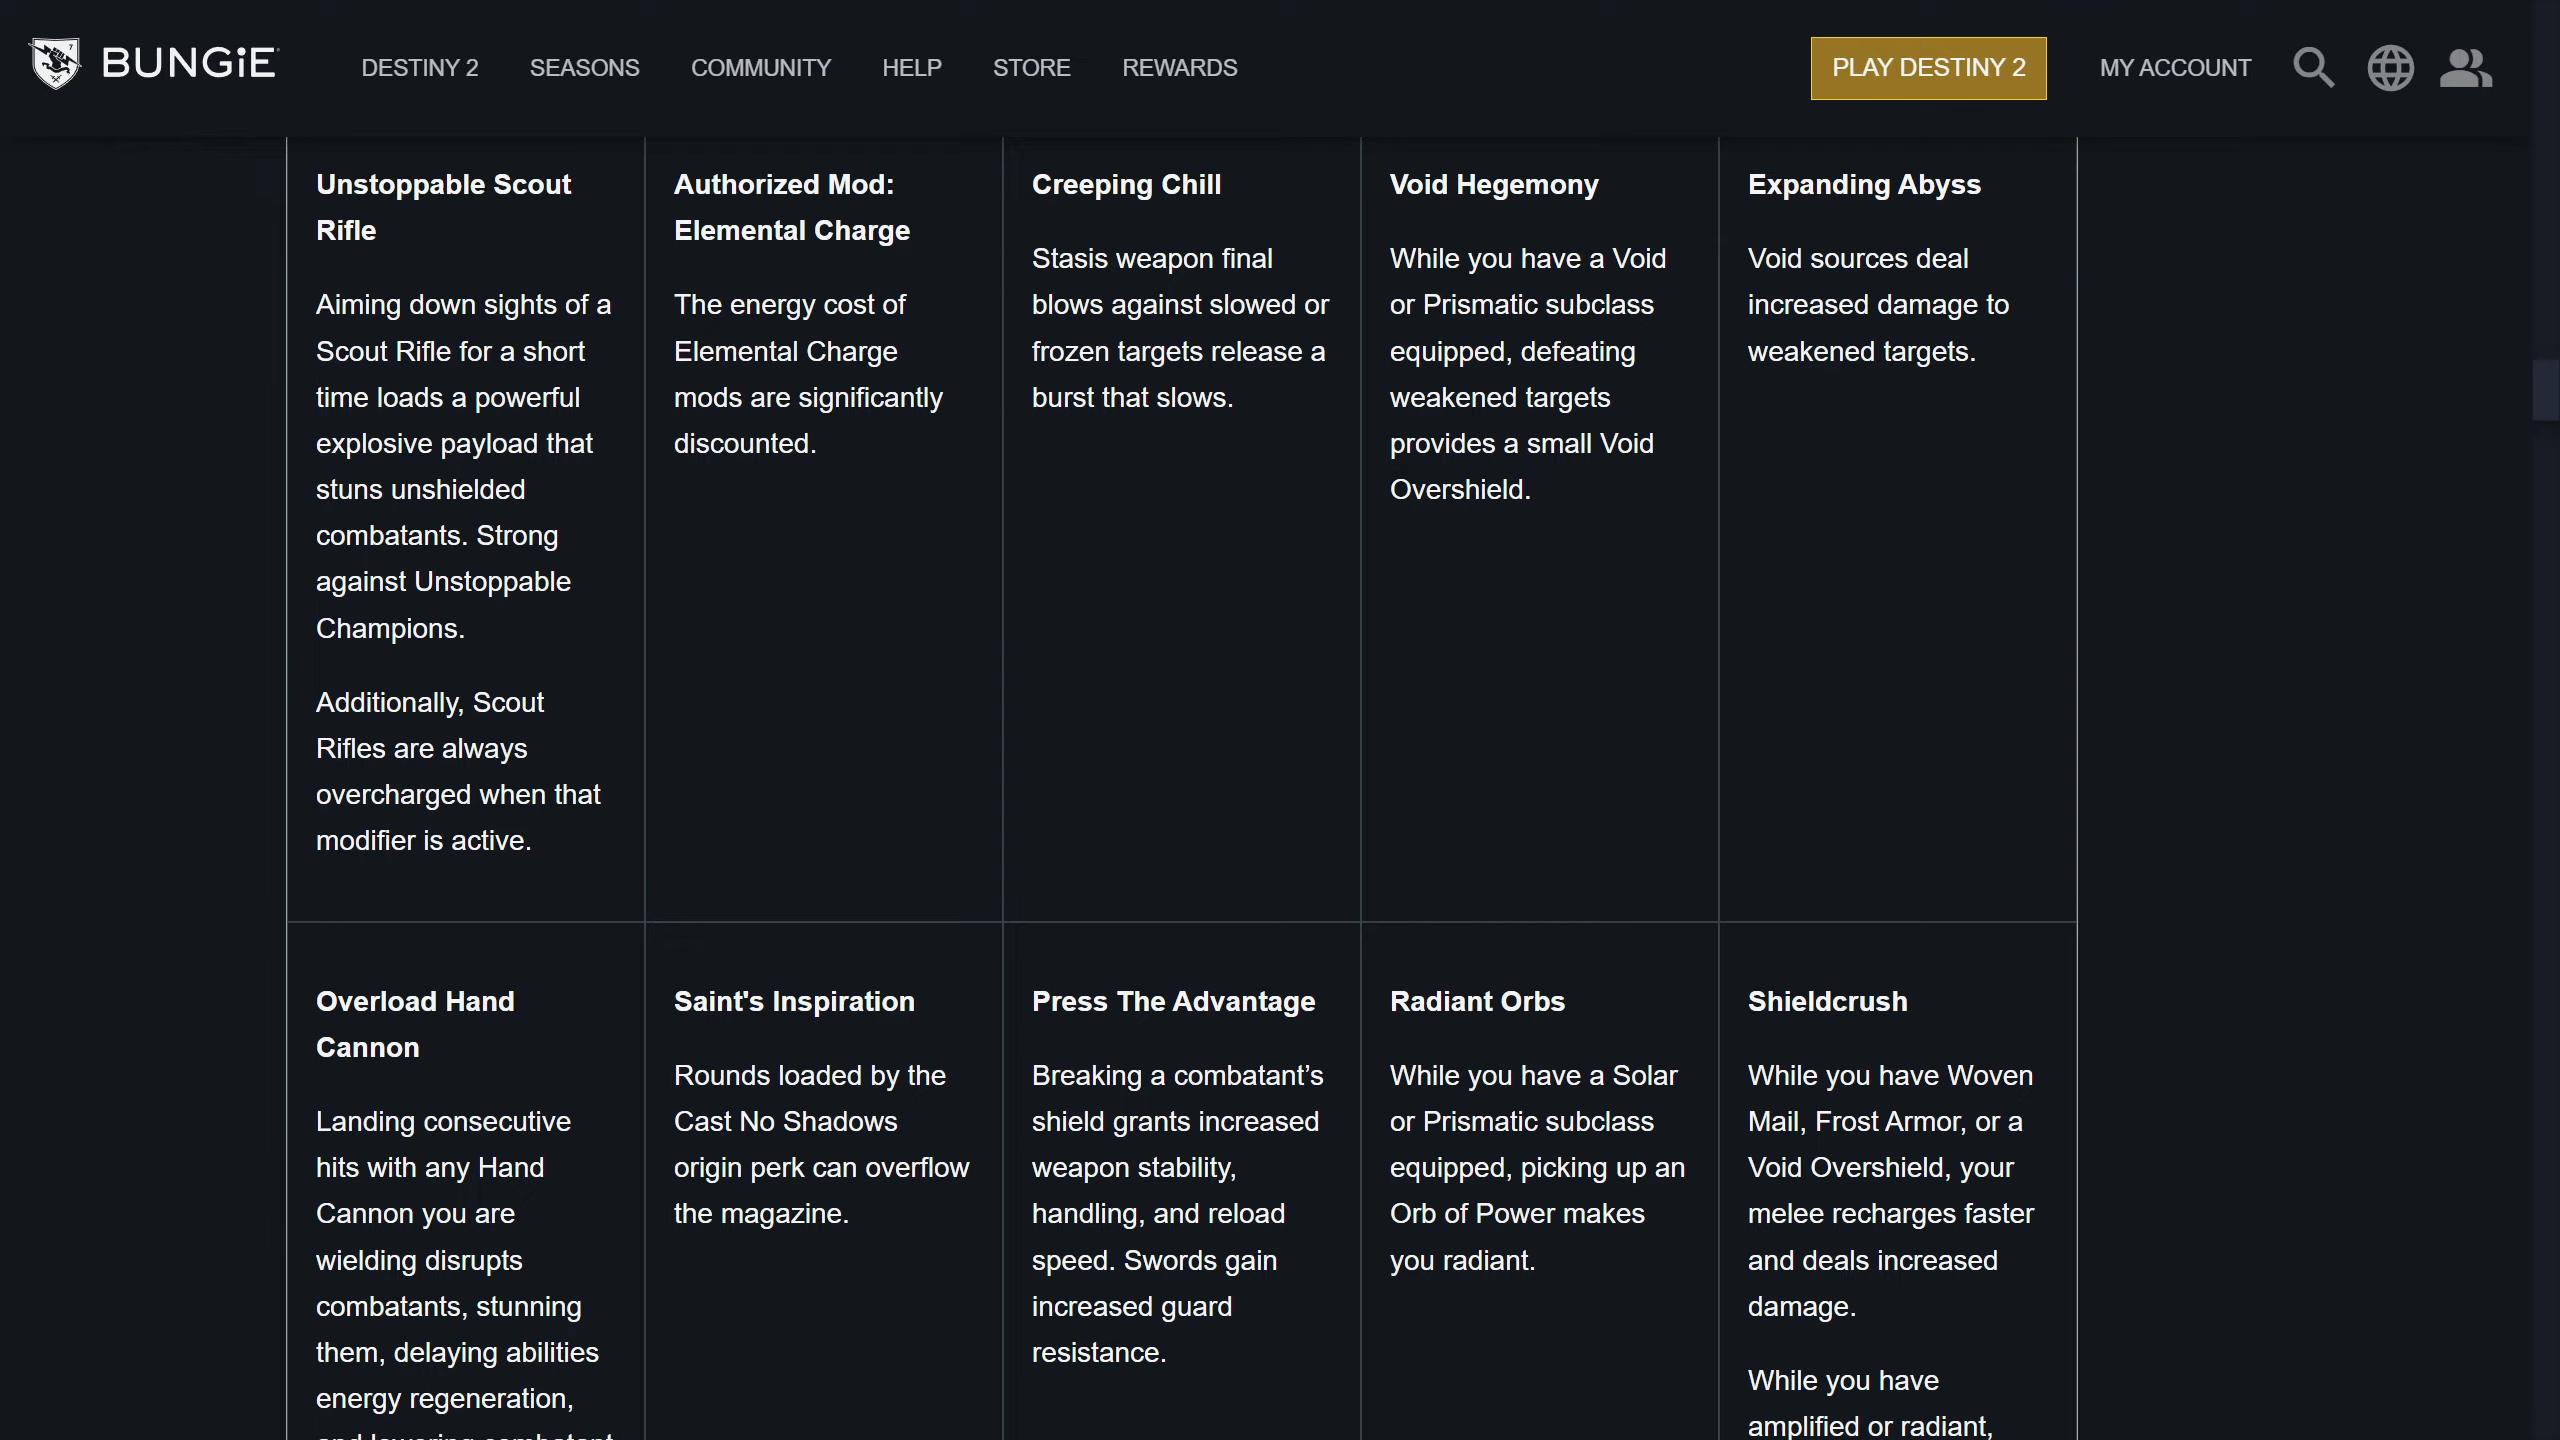 BUNGiE
DESTINY 2
SEASONS
COMMUNITY
HELP
STORE
REWARDS
PLAY DESTINY 2
MY ACCOUNT
Unstoppable Scout
Rifle
Aiming down sights of a
Scout Rifle for a short
time loads a powerful
explosive payload that
stuns unshielded
combatants. Strong
against Unstoppable
Champions.
Additionally, Scout
Rifles are always
overcharged when that
modifier is active.
Authorized Mod:
Elemental Charge
The energy cost of
Elemental Charge
mods are significantly
discounted.
Creeping Chill
Stasis weapon final
blows against slowed or
frozen targets release a
burst that slows.
Void Hegemony
While you have a Void
or Prismatic subclass
equipped, defeating
weakened targets
provides a small Void
Overshield.
Expanding Abyss
Void sources deal
increased damage to
weakened targets.
Overload Hand
Cannon
Landing consecutive
hits with any Hand
Cannon you are
wielding disrupts
combatants, stunning
them, delaying abilities
energy regeneration,
and lowering combatant
Saint's Inspiration
Rounds loaded by the
Cast No Shadows
origin perk can overflow
the magazine.
Press The Advantage
Breaking a combatant’s
shield grants increased
weapon stability,
handling, and reload
speed. Swords gain
increased guard
resistance.
Radiant Orbs
While you have a Solar
or Prismatic subclass
equipped, picking up an
Orb of Power makes
you radiant.
Shieldcrush
While you have Woven
Mail, Frost Armor, or a
Void Overshield, your
melee recharges faster
and deals increased
damage.
While you have
amplified or radiant,